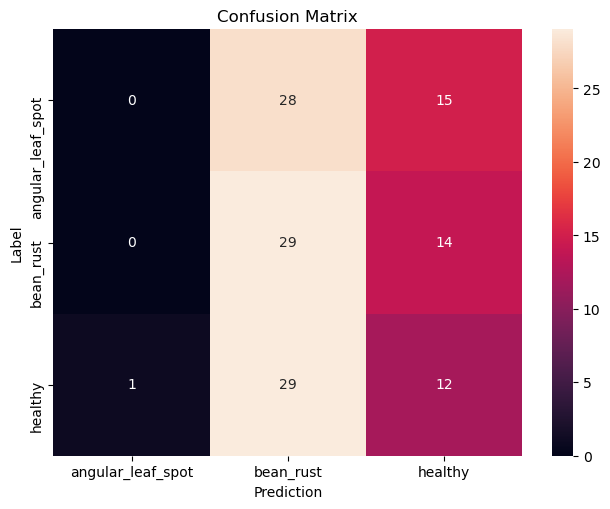 Confusion Matrix
Label
angular_leaf_spot
bean_rust
healthy
0 28 15
0 29 14
1 29 12
angular_leaf_spot bean_rust healthy
Prediction
25
20
15
10
5
0